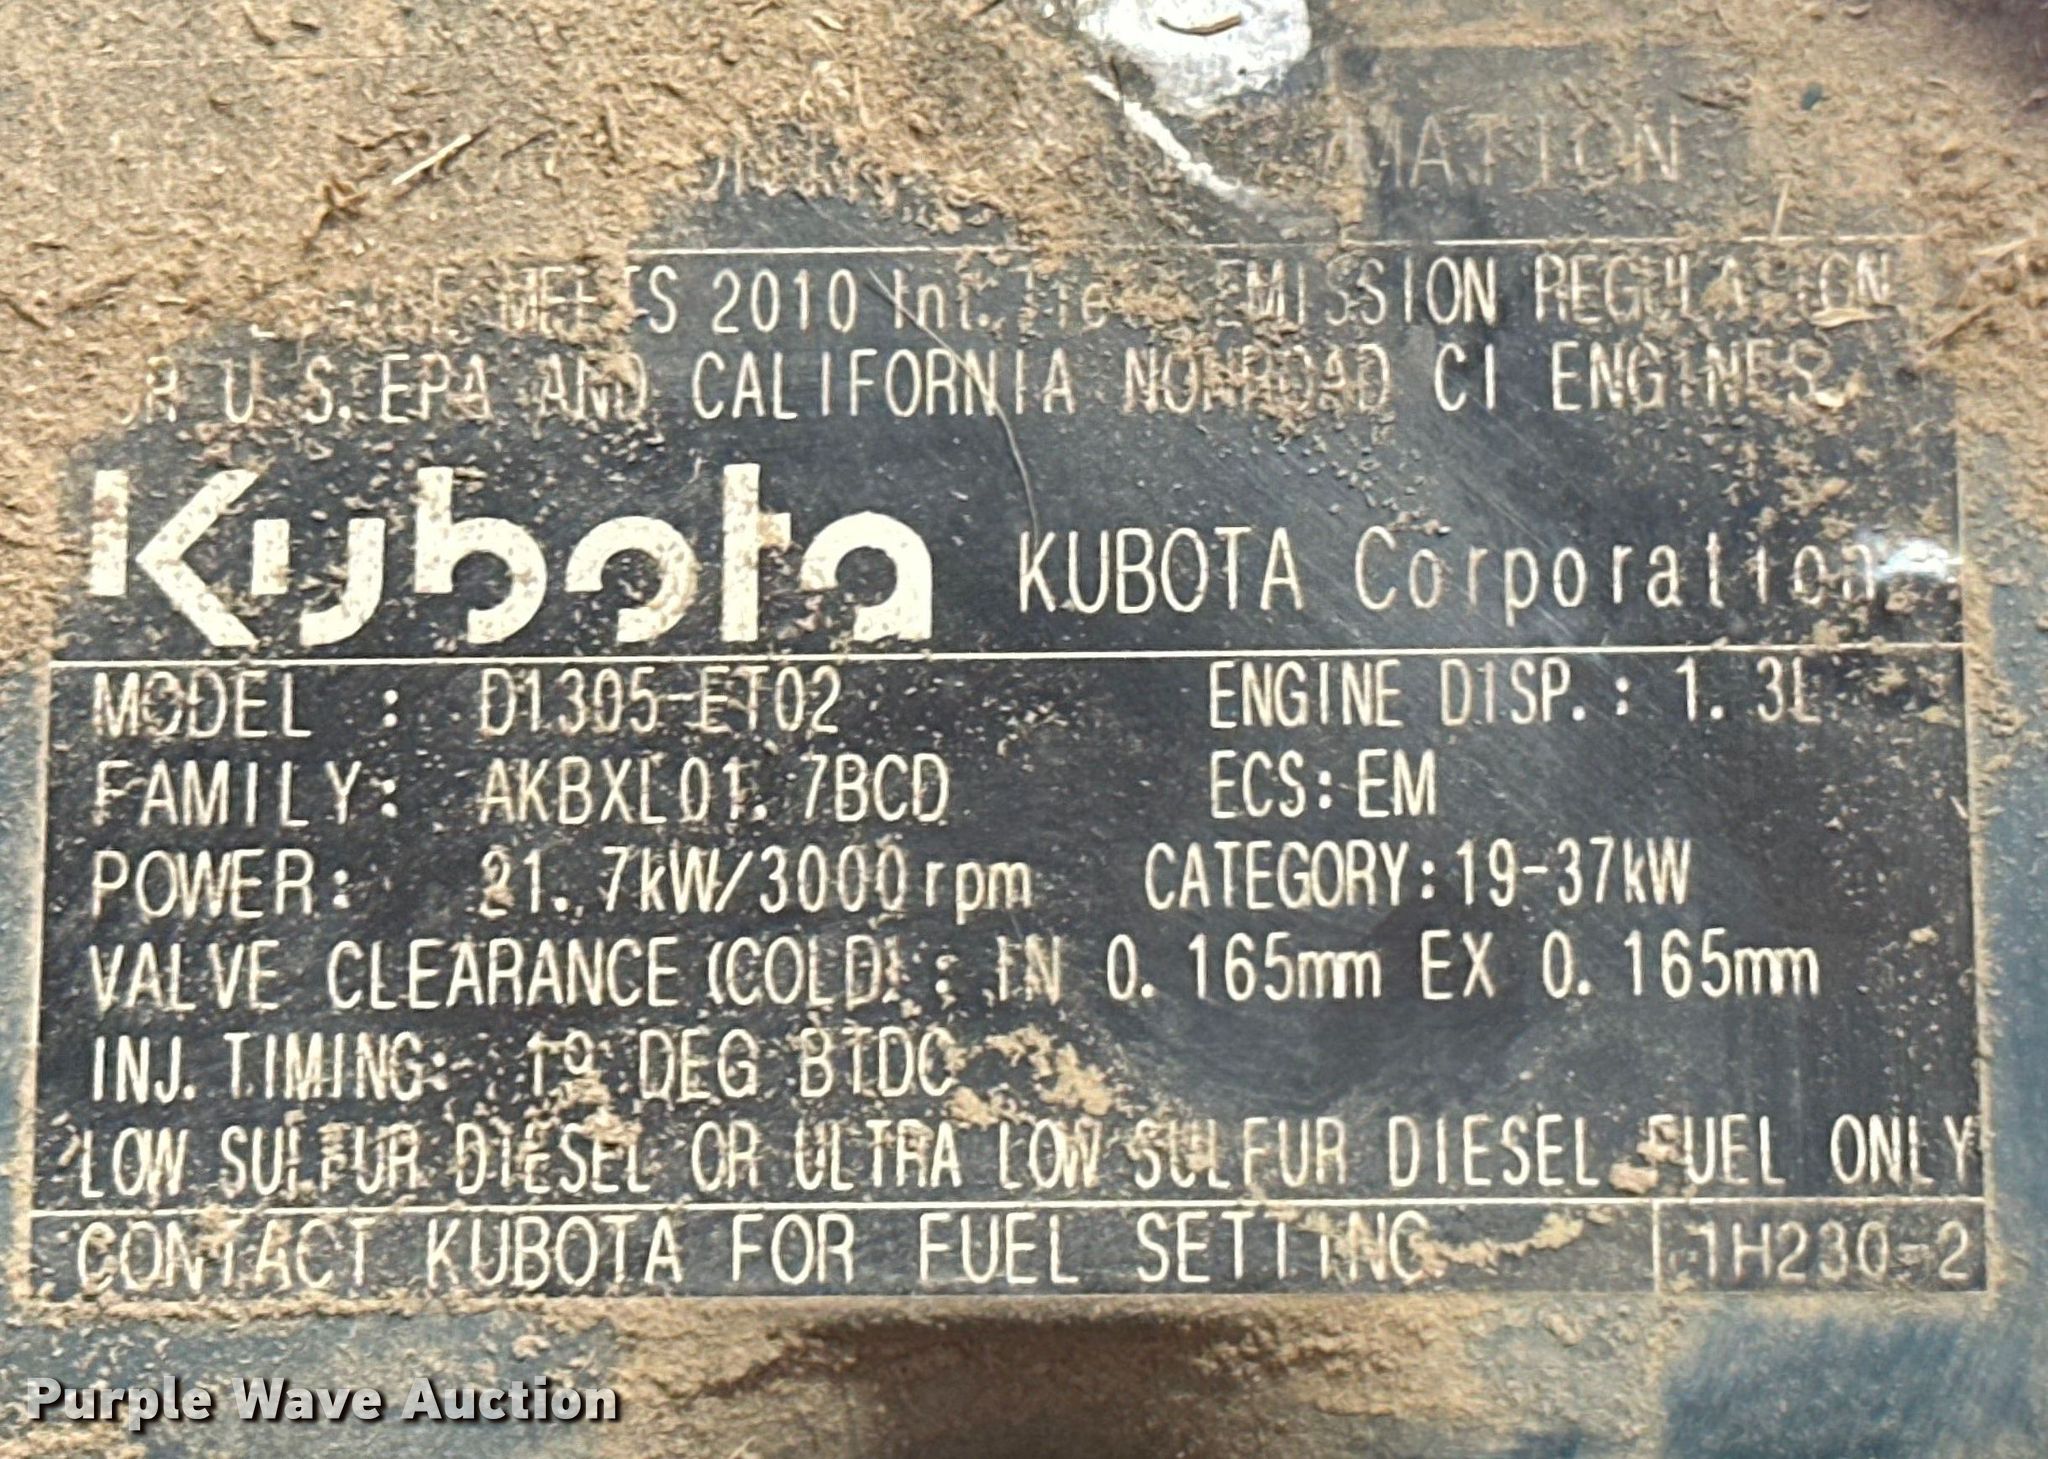 2010 Int. EMISSION REGULATION
U.S. EPA AND CALIFORNIA NONROAD CI ENGINES.
Kubota KUBOTA Corporation
MODEL : D1305-ET02 ENGINE DISP. : 1. 3L
FAMILY: AKBXL01. 7BCD ECS: EM
POWER: 21. 7kW/3000rpm CATEGORY: 19-37kW
VALVE CLEARANCE (COLD) : IN 0. 165mm EX 0. 165mm
INJ. TIMING: DEG BTDC
LOW SULFUR DIESEL OR ULTRA LOW SULFUR DIESEL FUEL ONLY
CONTACT KUBOTA FOR FUEL SETTING. 1H230-2
Purple Wave Auction